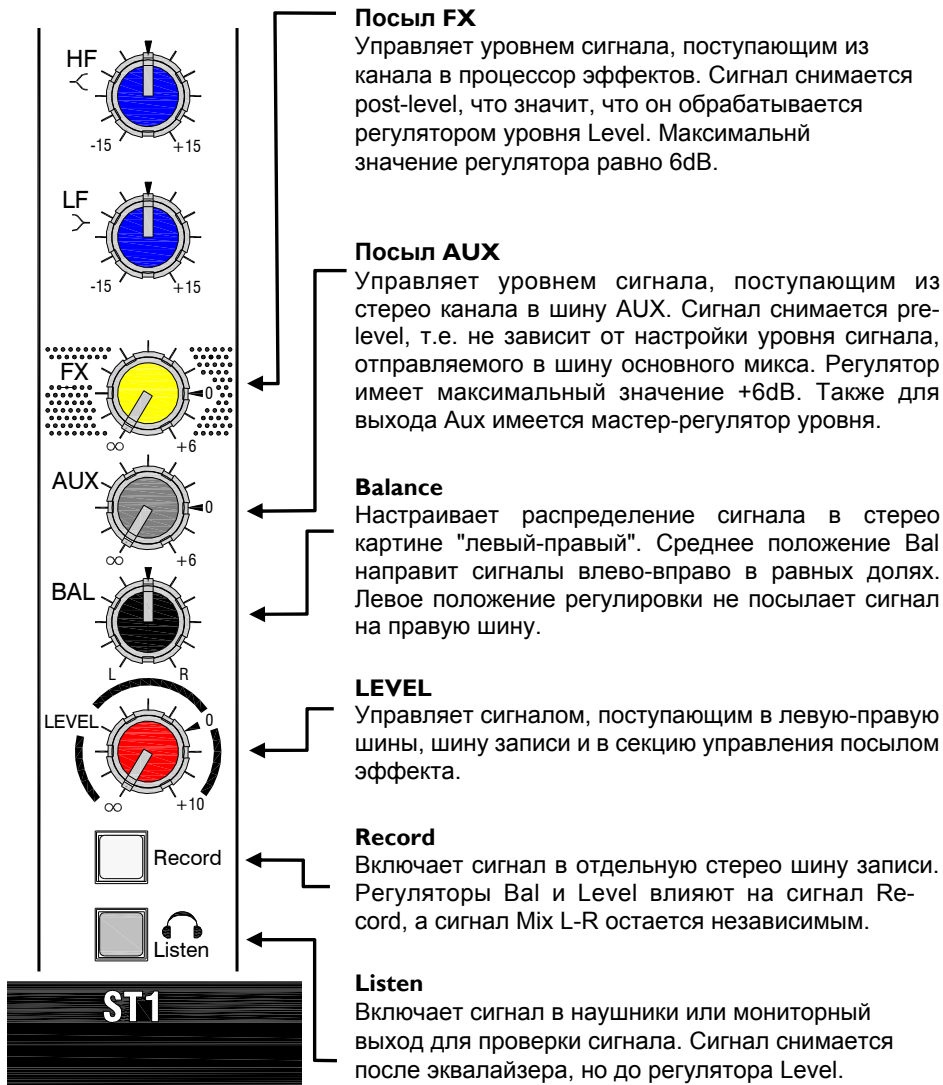 HF
-15
+15
LF
-15
+15
FX
0
∞
+6
AUX
0
∞
+6
BAL
L
R
LEVEL
0
∞
+10
Record
Listen
ST1
Посыл FX
Управляет уровнем сигнала, поступающим из
канала в процессор эффектов. Сигнал снимается
post-level, что значит, что он обрабатывается
регулятором уровня Level. Максимальнй
значение регулятора равно 6dB.
Посыл AUX
Управляет уровнем сигнала, поступающим из
стерео канала в шину AUX. Сигнал снимается pre-
level, т.е. не зависит от настройки уровня сигнала,
отправляемого в шину основного микса. Регулятор
имеет максимальный значение +6dB. Также для
выхода Aux имеется мастер-регулятор уровня.
Balance
Настраивает распределение сигнала в стерео
картине "левый-правый". Среднее положение Bal
направит сигналы влево-вправо в равных долях.
Левое положение регулировки не посылает сигнал
на правую шину.
LEVEL
Управляет сигналом, поступающим в левую-правую
шины, шину записи и в секцию управления посылом
эффекта.
Record
Включает сигнал в отдельную стерео шину записи.
Регуляторы Bal и Level влияют на сигнал Re-
cord, а сигнал Mix L-R остается независимым.
Listen
Включает сигнал в наушники или мониторный
выход для проверки сигнала. Сигнал снимается
после эквалайзера, но до регулятора Level.